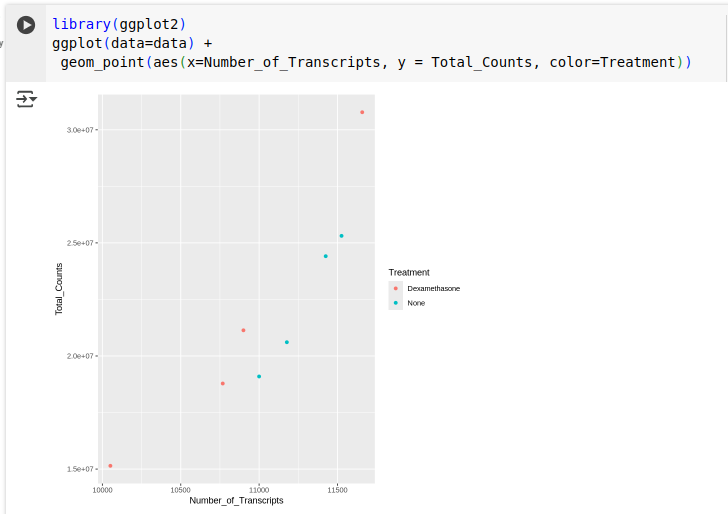 library(ggplot2)
ggplot(data=data) +
geom_point(aes(x=Number_of_Transcripts, y = Total_Counts, color=Treatment))
3.0e+07
2.5e+07
2.0e+07
1.5e+07
Total_Counts
10000 10500 11000 11500
Number_of_Transcripts
Treatment
Dexamethasone
None